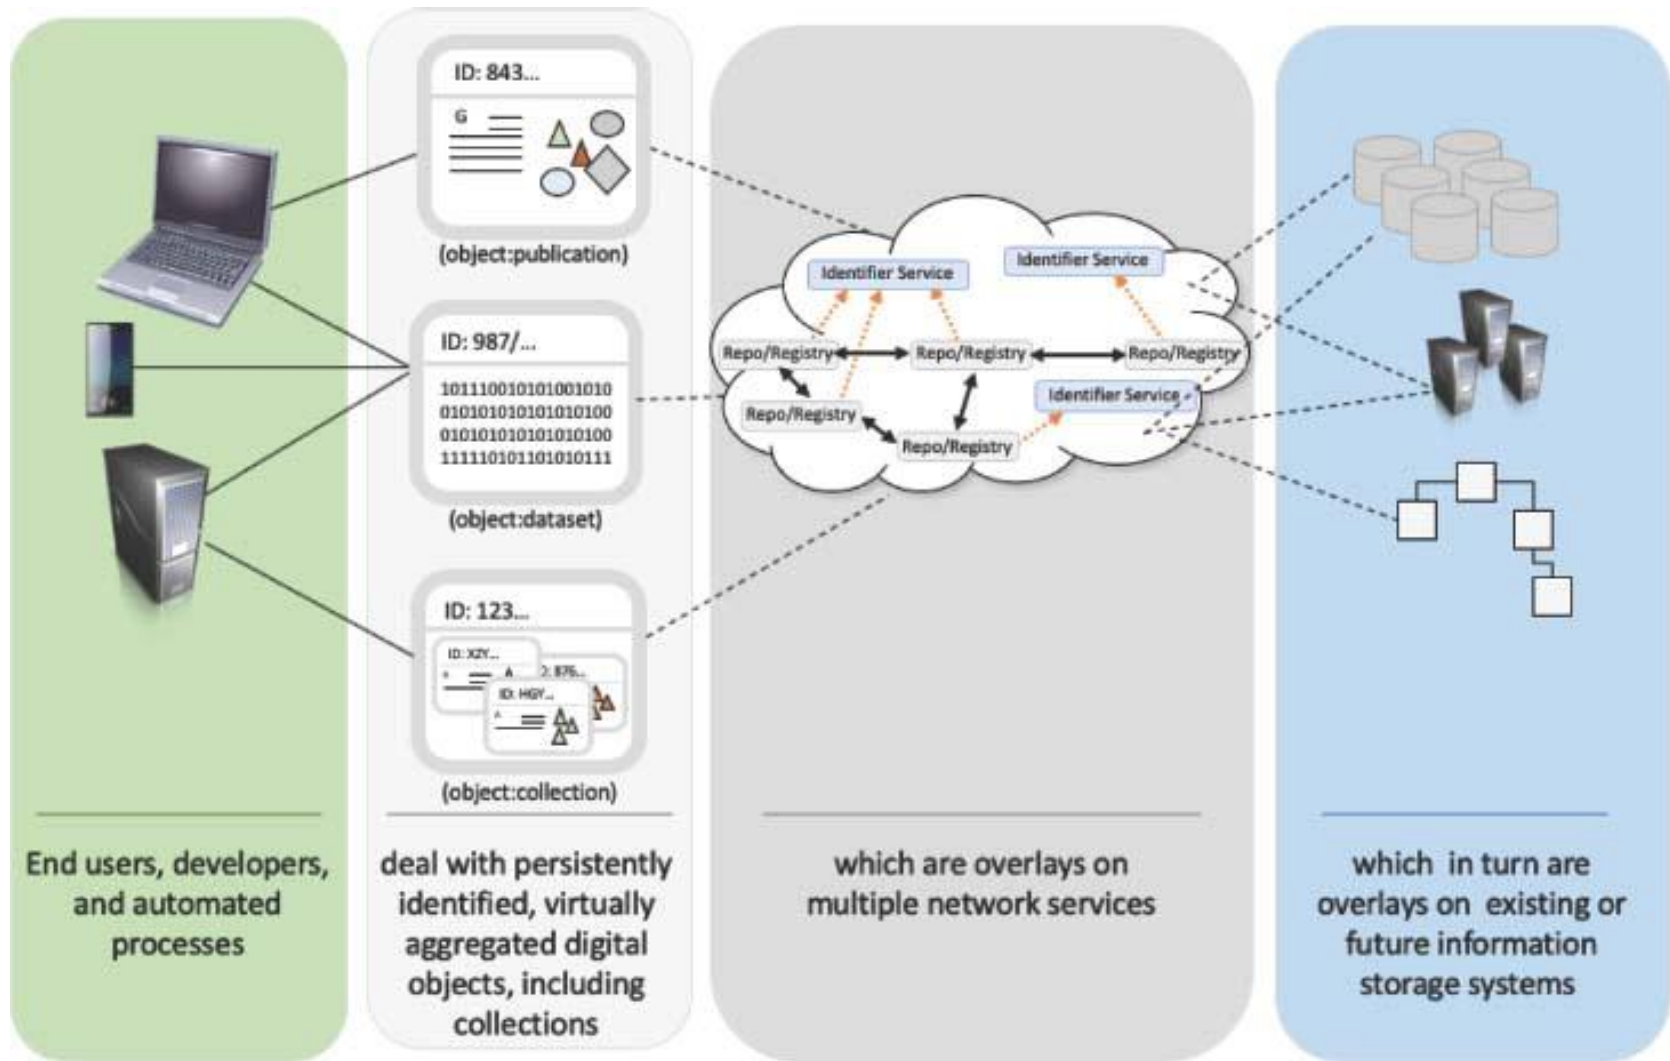 ID: 843...
G
(object:publication)
ID: 987/...
101110010101001010
010101010101010100
010101010101010100
111110101101010111
(object:dataset)
ID: 123...
ID: XZY...
A
ID: 876...
ID: HGY...
A
(object:collection)
Identifier Service
Identifier Service
Repo/Registry
Repo/Registry
Repo/Registry
Identifier Service
Repo/Registry
Repo/Registry
End users, developers,
and automated
processes
deal with persistently
identified, virtually
aggregated digital
objects, including
collections
which are overlays on
multiple network services
which in turn are
overlays on existing or
future information
storage systems